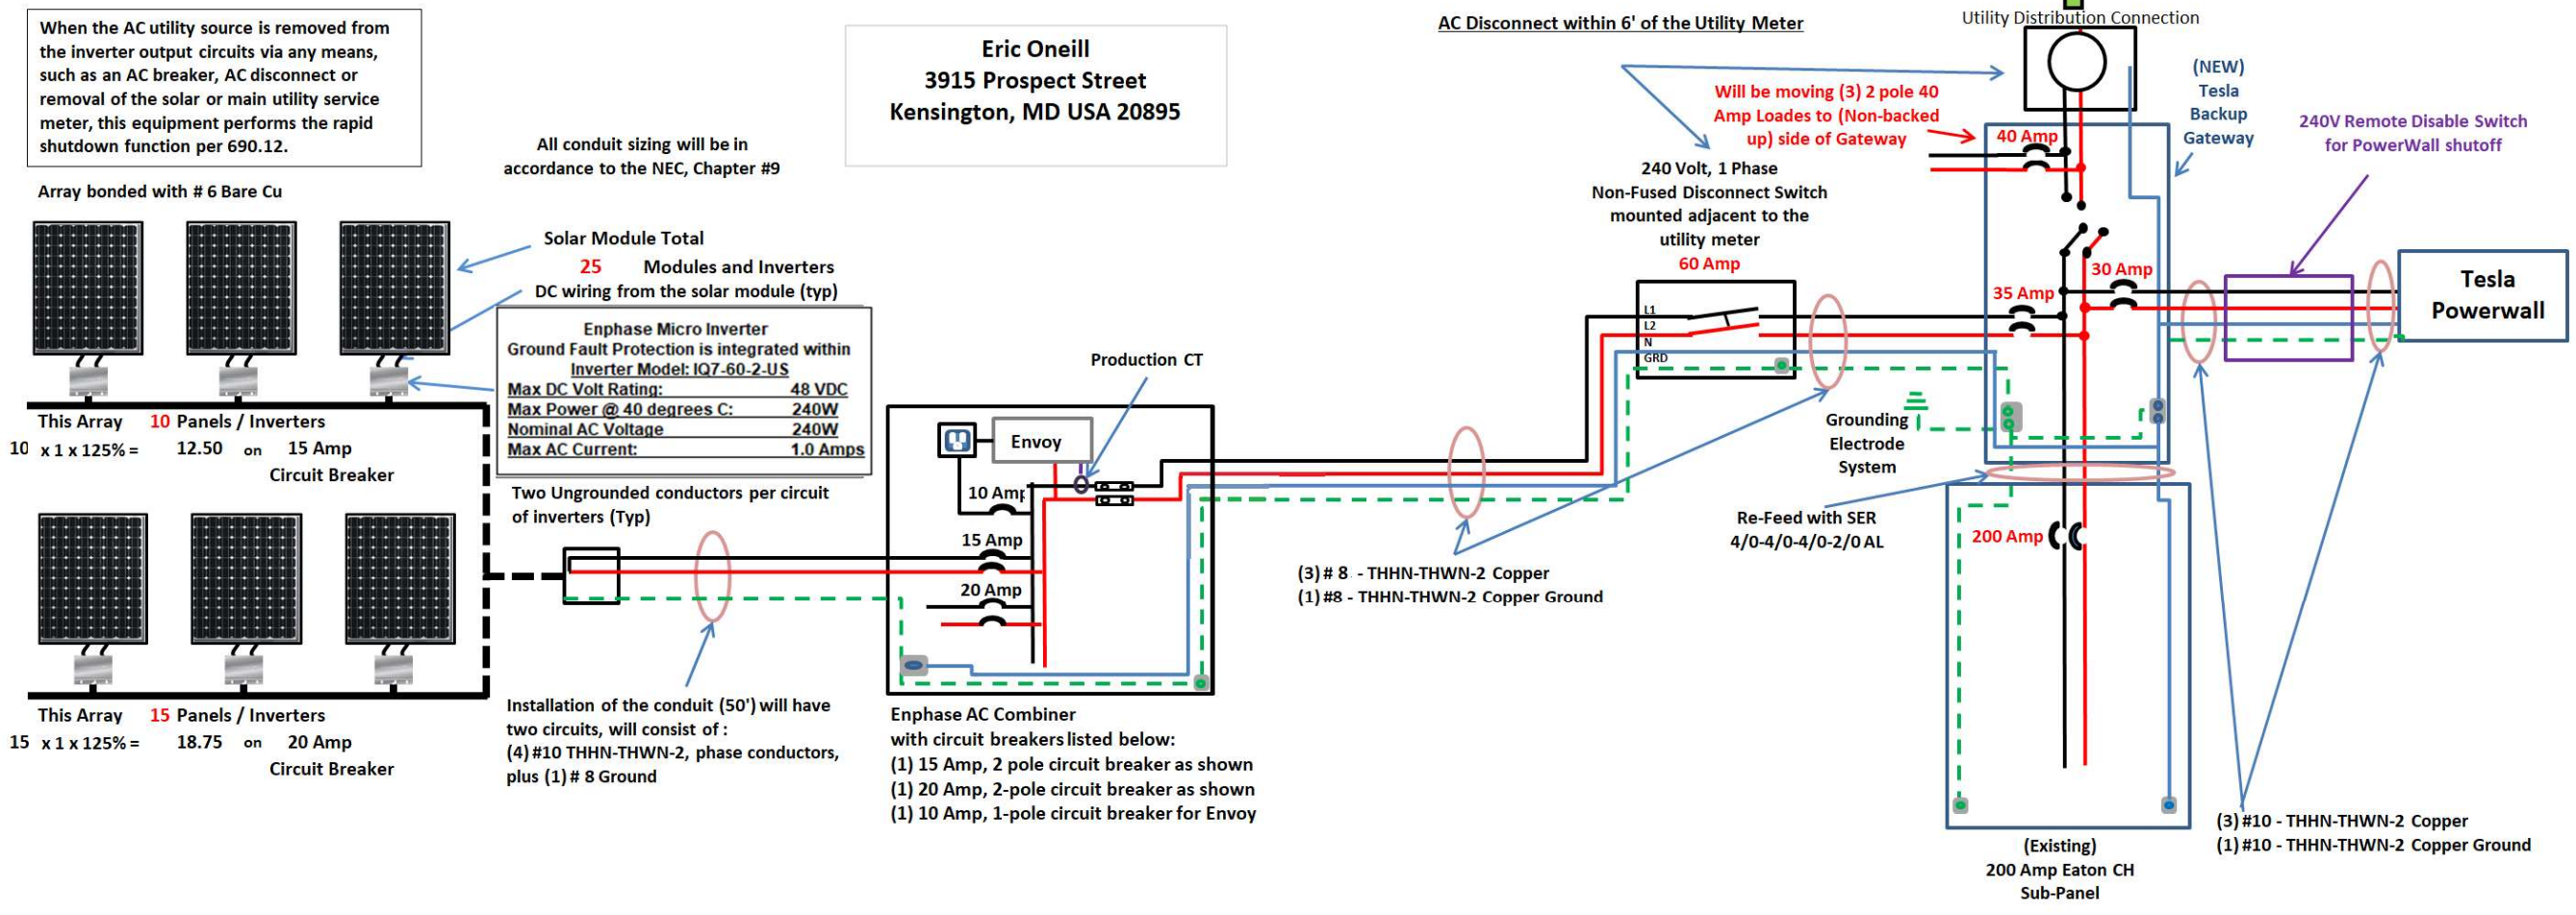 When the AC utility source is removed from
the inverter output circuits via any means,
such as an AC breaker, AC disconnect or
removal of the solar or main utility service
meter, this equipment performs the rapid
shutdown function per 690.12.
Array bonded with # 6 Bare Cu
All conduit sizing will be in
accordance to the NEC, Chapter #9
Eric Oneill
3915 Prospect Street
Kensington, MD USA 20895
Solar Module Total
25 Modules and Inverters
DC wiring from the solar module (typ)
Enphase Micro Inverter
Ground Fault Protection is integrated within
Inverter Model: IQ7-60-2-US
Max DC Volt Rating: 48 VDC
Max Power @ 40 degrees C: 240W
Nominal AC Voltage 240W
Max AC Current: 1.0 Amps
This Array 10 Panels / Inverters
10 x 1 x 125% = 12.50 on 15 Amp
Circuit Breaker
Two Ungrounded conductors per circuit
of inverters (Typ)
This Array 15 Panels / Inverters
15 x 1 x 125% = 18.75 on 20 Amp
Circuit Breaker
Installation of the conduit (50') will have
two circuits, will consist of :
(4) #10 THHN-THWN-2, phase conductors,
plus (1) # 8 Ground
Production CT
Envoy
10 Amp
15 Amp
20 Amp
Enphase AC Combiner
with circuit breakers listed below:
(1) 15 Amp, 2 pole circuit breaker as shown
(1) 20 Amp, 2-pole circuit breaker as shown
(1) 10 Amp, 1-pole circuit breaker for Envoy
(3) # 8 - THHN-THWN-2 Copper
(1) #8 - THHN-THWN-2 Copper Ground
AC Disconnect within 6' of the Utility Meter
Utility Distribution Connection
Will be moving (3) 2 pole 40
Amp Loades to (Non-backed
up) side of Gateway
40 Amp
240 Volt, 1 Phase
Non-Fused Disconnect Switch
mounted adjacent to the
utility meter
60 Amp
L1
L2
N
GRD
(NEW)
Tesla
Backup
Gateway
240V Remote Disable Switch
for PowerWall shutoff
30 Amp
35 Amp
Tesla
Powerwall
Grounding
Electrode
System
Re-Feed with SER
4/0-4/0-4/0-2/0 AL
200 Amp
(Existing)
200 Amp Eaton CH
Sub-Panel
(3) #10 - THHN-THWN-2 Copper
(1) #10 - THHN-THWN-2 Copper Ground